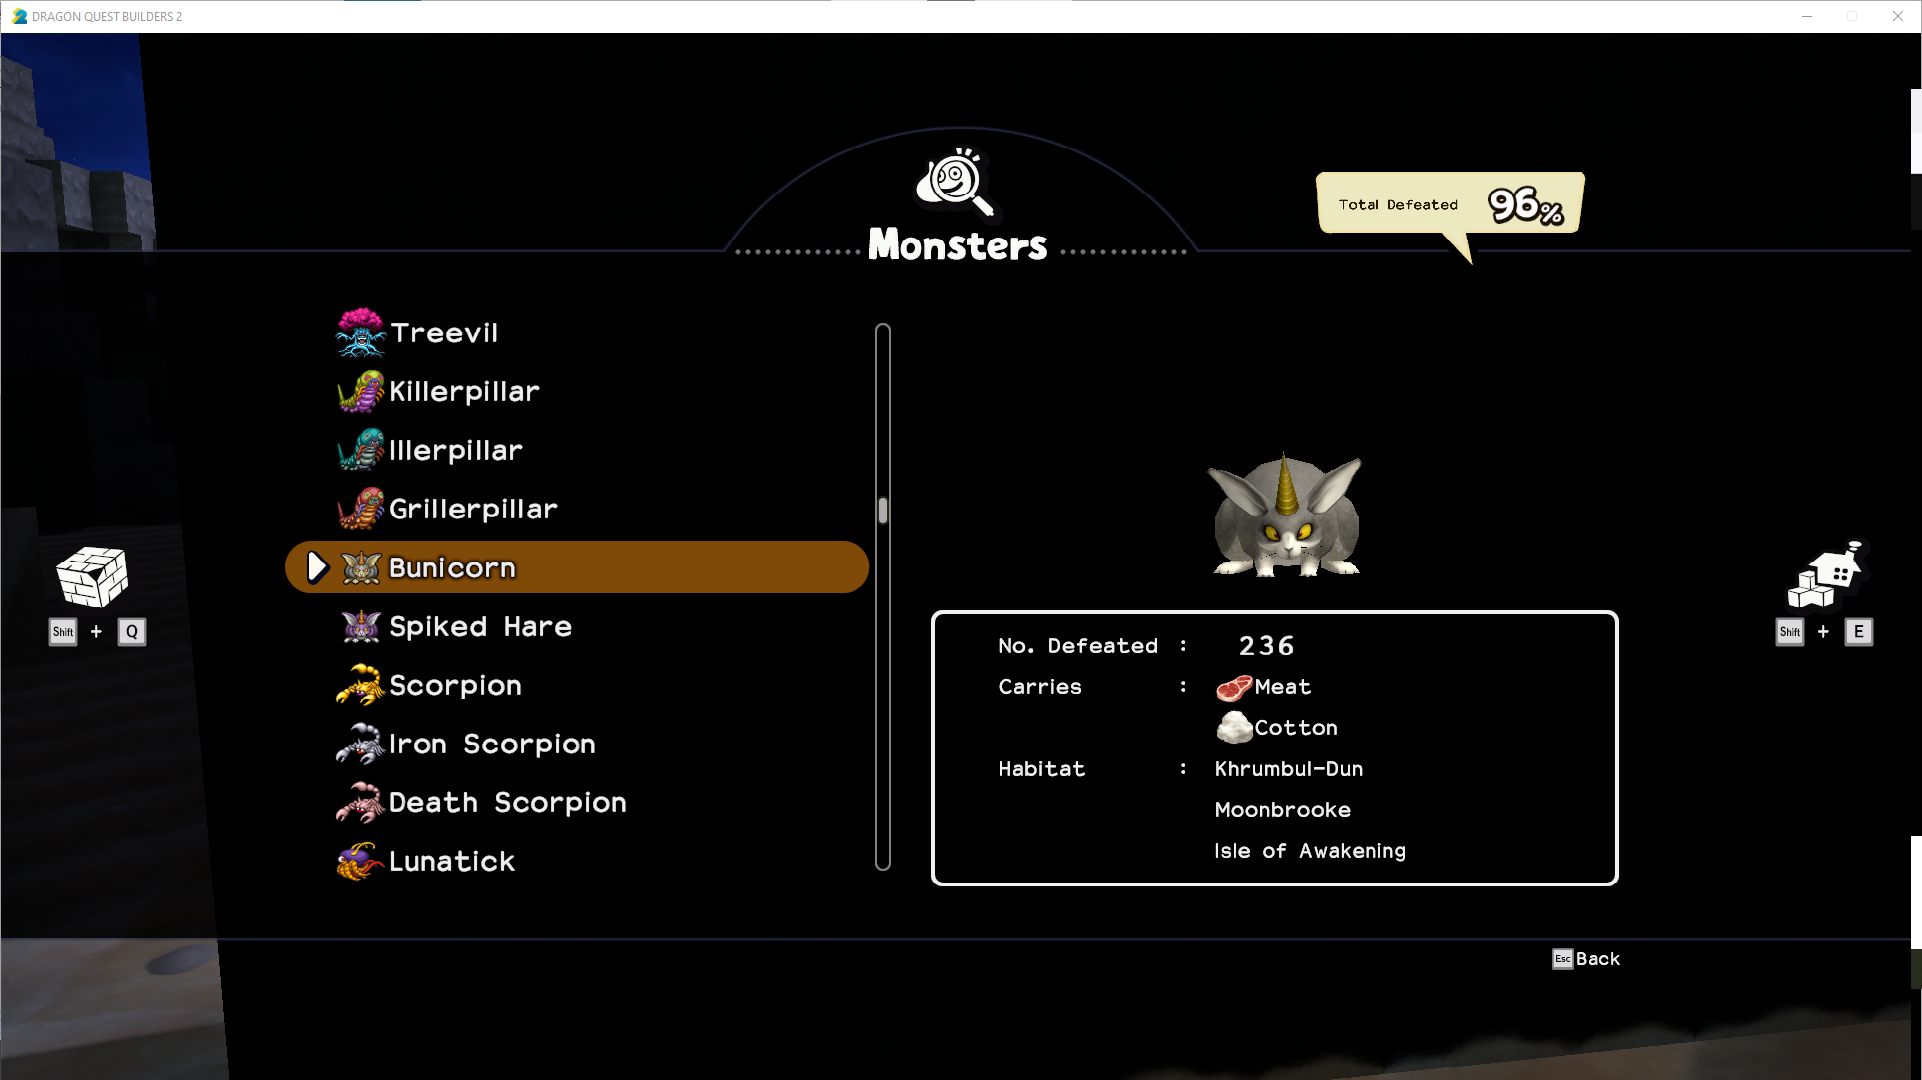 DRAGON QUEST BUILDERS 2
Total Defeated 96%
Monsters
Treevil
Killerpillar
Illerpillar
Grillerpillar
Bunicorn
Spiked Hare
Scorpion
Iron Scorpion
Death Scorpion
Lunatick
No. Defeated : 236
Carries : Meat
Cotton
Habitat : Khrumbul-Dun
Moonbrooke
Isle of Awakening
Shift + Q
Shift + E
Esc Back